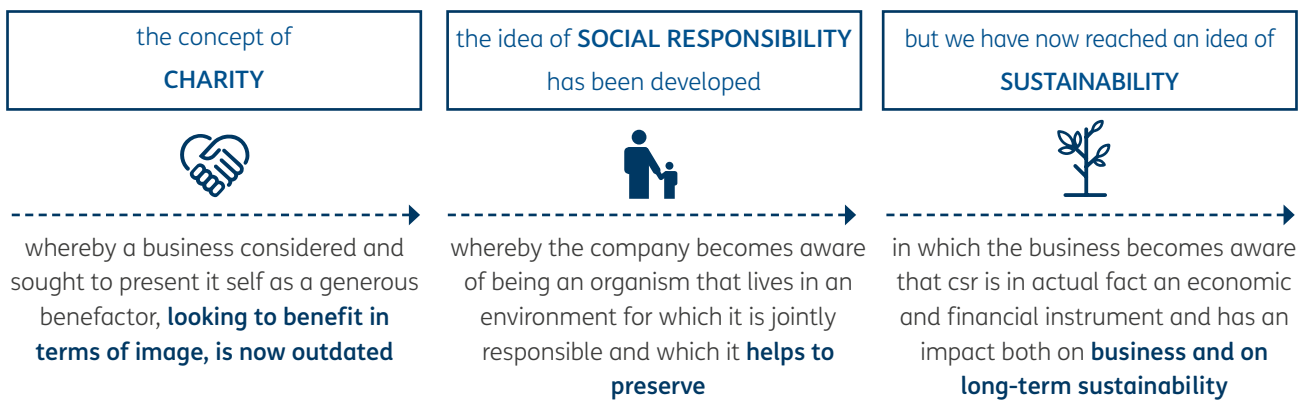 the concept of
CHARITY
whereby a business considered and
sought to present it self as a generous
benefactor, looking to benefit in
terms of image, is now outdated
the idea of SOCIAL RESPONSIBILITY
has been developed
whereby the company becomes aware
of being an organism that lives in an
environment for which it is jointly
responsible and which it helps to
preserve
but we have now reached an idea of
SUSTAINABILITY
in which the business becomes aware
that csr is in actual fact an economic
and financial instrument and has an
impact both on business and on
long-term sustainability